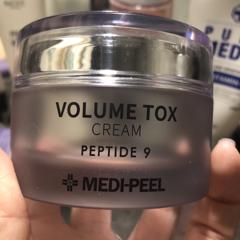 VOLUME TOX
CREAM
PEPTIDE 9
MEDI-PEEL